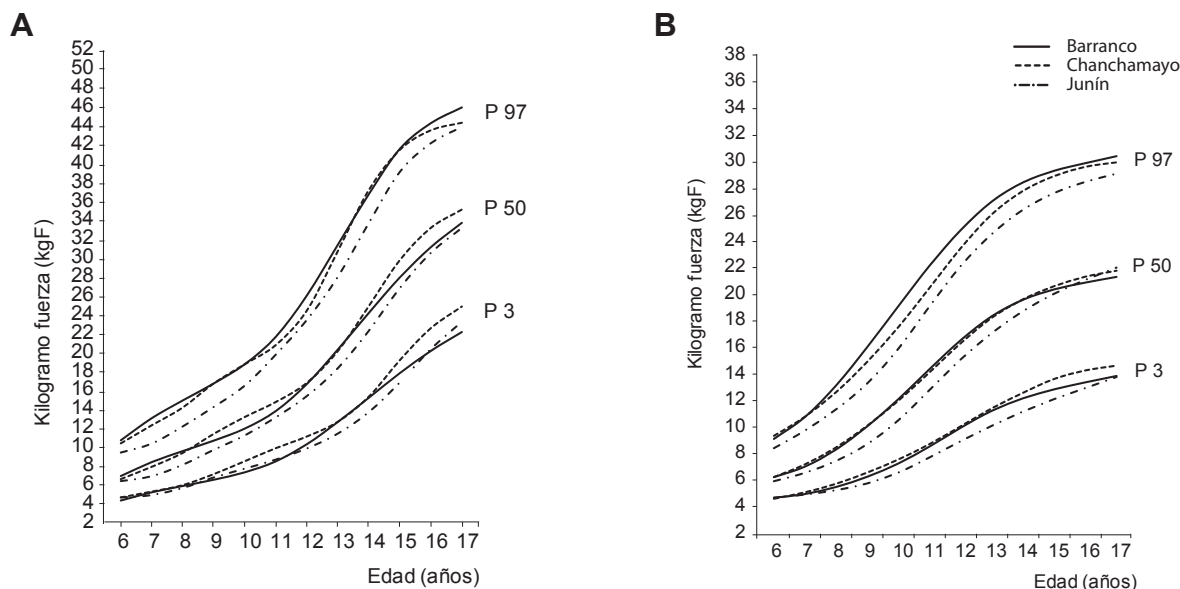 A
52
50
48
46
44
42
40
38
36
34
32
30
28
26
24
22
20
18
16
14
12
10
8
6
4
2
Kilogramo fuerza (kgF)
P 97
P 50
P 3
6 7 8 9 10 11 12 13 14 15 16 17
Edad (años)
B
38
36
34
32
30
28
26
24
22
20
18
16
14
12
10
8
6
4
2
Kilogramo fuerza (kgF)
Barranco
Chanchamayo
Junín
P 97
P 50
P 3
6 7 8 9 10 11 12 13 14 15 16 17
Edad (años)